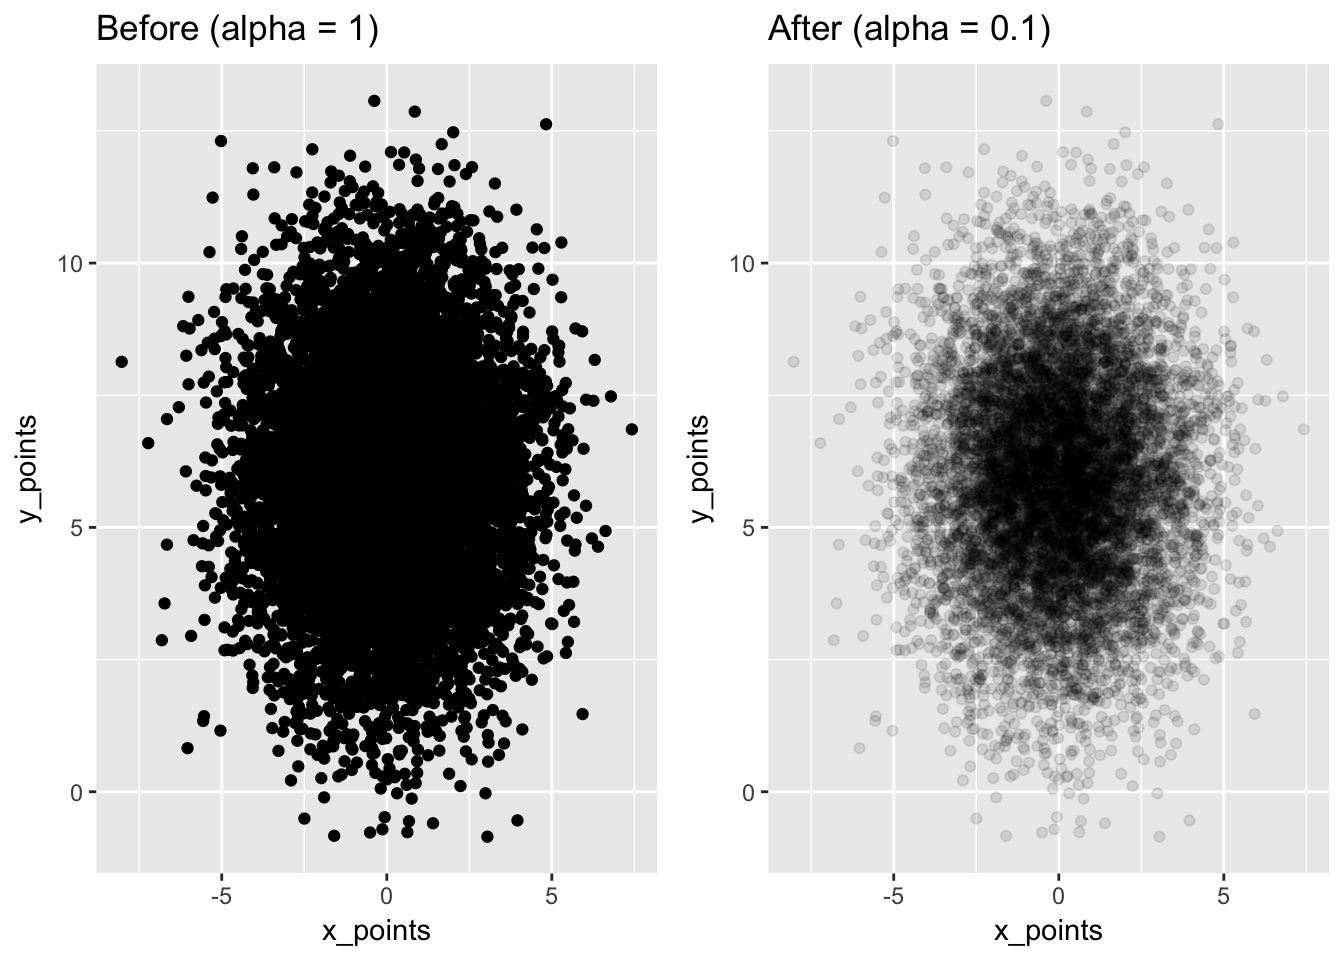 Before (alpha = 1)
y_points
10
5
0
-5 0 5
x_points
After (alpha = 0.1)
y_points
10
5
0
-5 0 5
x_points